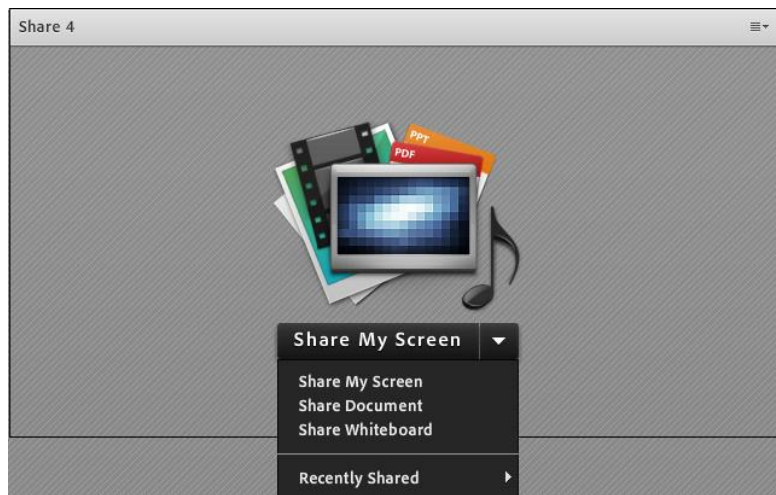 Share 4
PPT
PDF
Share My Screen
Share My Screen
Share Document
Share Whiteboard
Recently Shared